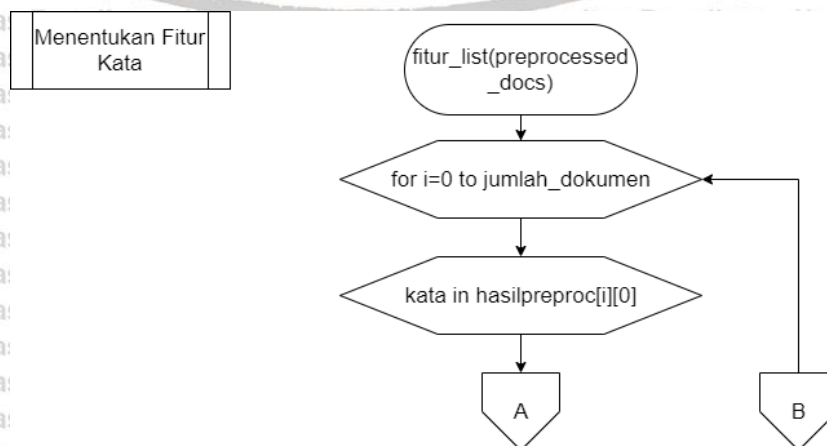 Menentukan Fitur
Kata
fitur_list(preprocessed
_docs)
for i=0 to jumlah_dokumen
kata in hasilpreproc[i][0]
A
B